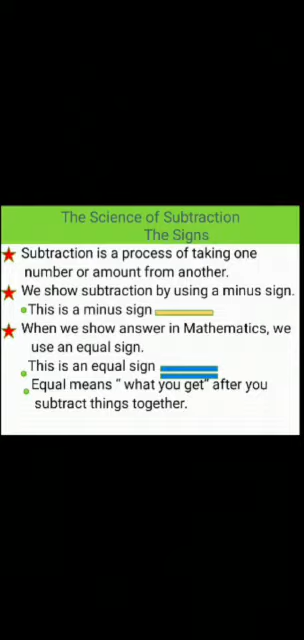 The Science of Subtraction
The Signs
Subtraction is a process of taking one
number or amount from another.
We show subtraction by using a minus sign.
This is a minus sign
When we show answer in Mathematics, we
use an equal sign.
This is an equal sign
Equal means “ what you get” after you
subtract things together.